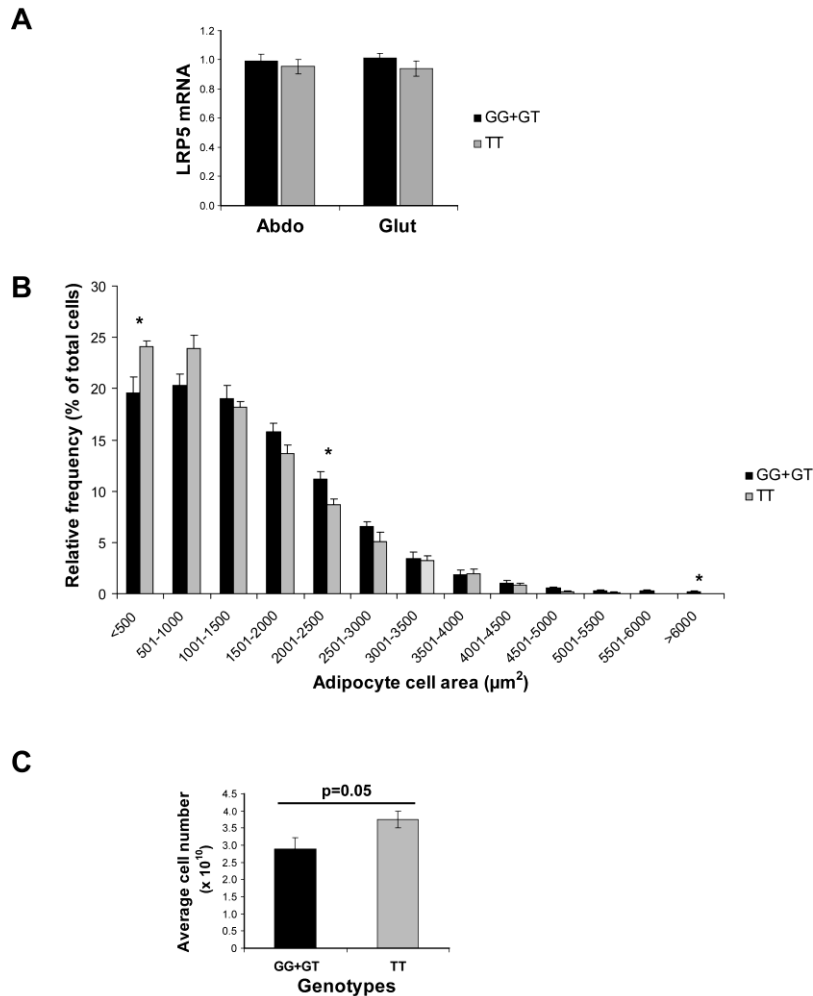 A
LRP5 mRNA
1.2
1.0
0.8
0.6
0.4
0.2
0.0
Abdo
Glut
GG+GT
TT
B
Relative frequency (% of total cells)
30
25
20
15
10
5
0
*
*
*
<500
501-1000
1001-1500
1501-2000
2001-2500
2501-3000
3001-3500
3501-4000
4001-4500
4501-5000
5001-5500
5501-6000
>6000
Adipocyte cell area (µm²)
GG+GT
TT
C
Average cell number
(x 10¹⁰)
p=0.05
4.5
4.0
3.5
3.0
2.5
2.0
1.5
1.0
0.5
0
GG+GT
TT
Genotypes